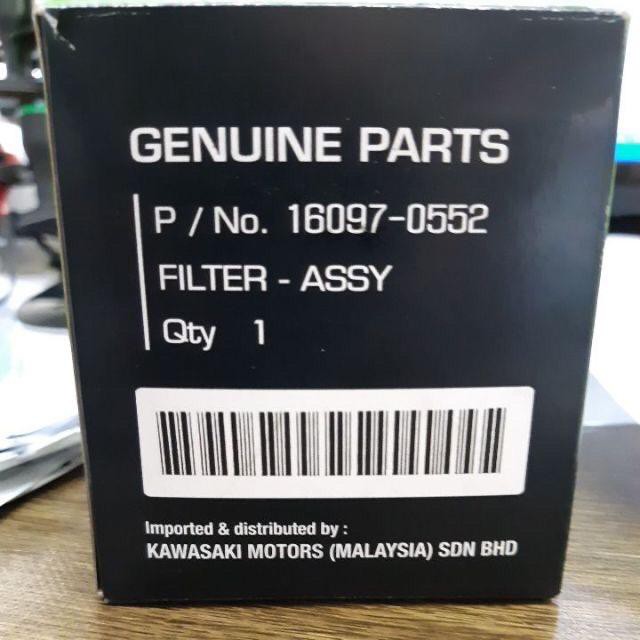 GENUINE PARTS
P / No. 16097-0552
FILTER - ASSY
Qty 1
Imported & distributed by :
KAWASAKI MOTORS (MALAYSIA) SDN BHD